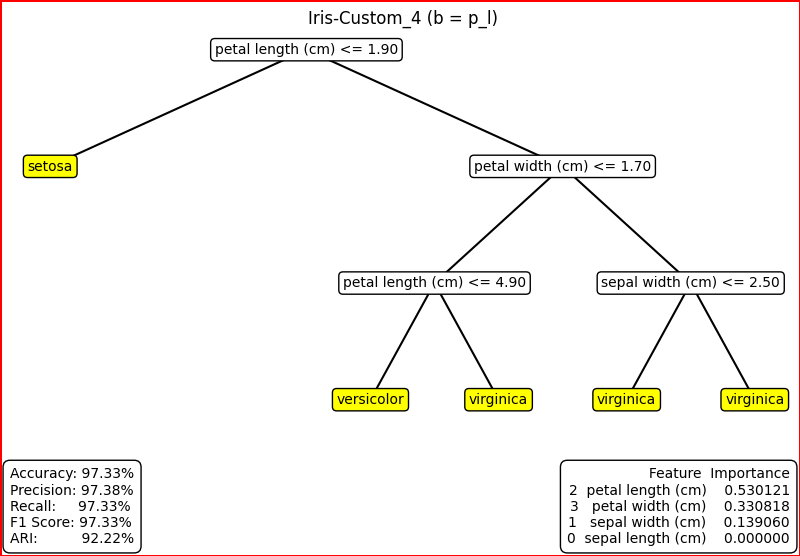 Iris-Custom_4 (b = p_l)
petal length (cm) <= 1.90
setosa
petal width (cm) <= 1.70
petal length (cm) <= 4.90
sepal width (cm) <= 2.50
versicolor
virginica
virginica
virginica
Accuracy: 97.33%
Precision: 97.38%
Recall: 97.33%
F1 Score: 97.33%
ARI: 92.22%
Feature Importance
2 petal length (cm) 0.530121
3 petal width (cm) 0.330818
1 sepal width (cm) 0.139060
0 sepal length (cm) 0.000000